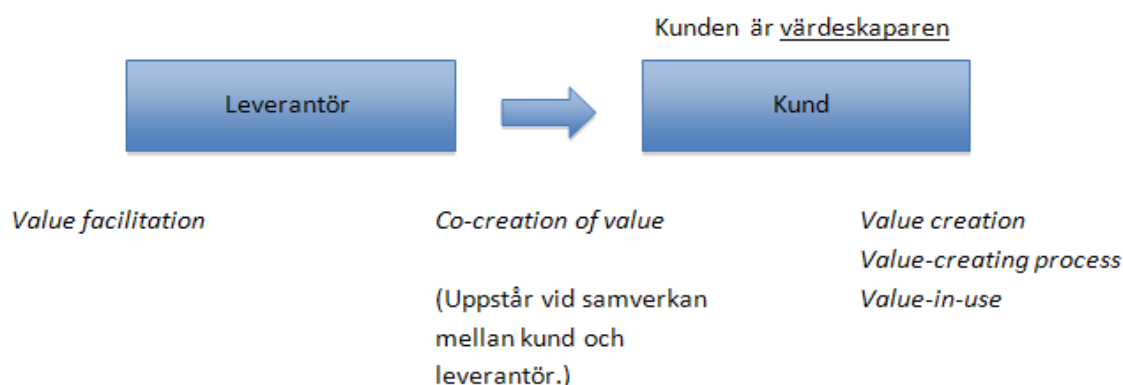 Kunden är värdeskaparen
Leverantör
Kund
Value facilitation
Co-creation of value
(Uppstår vid samverkan
mellan kund och
leverantör.)
Value creation
Value-creating process
Value-in-use